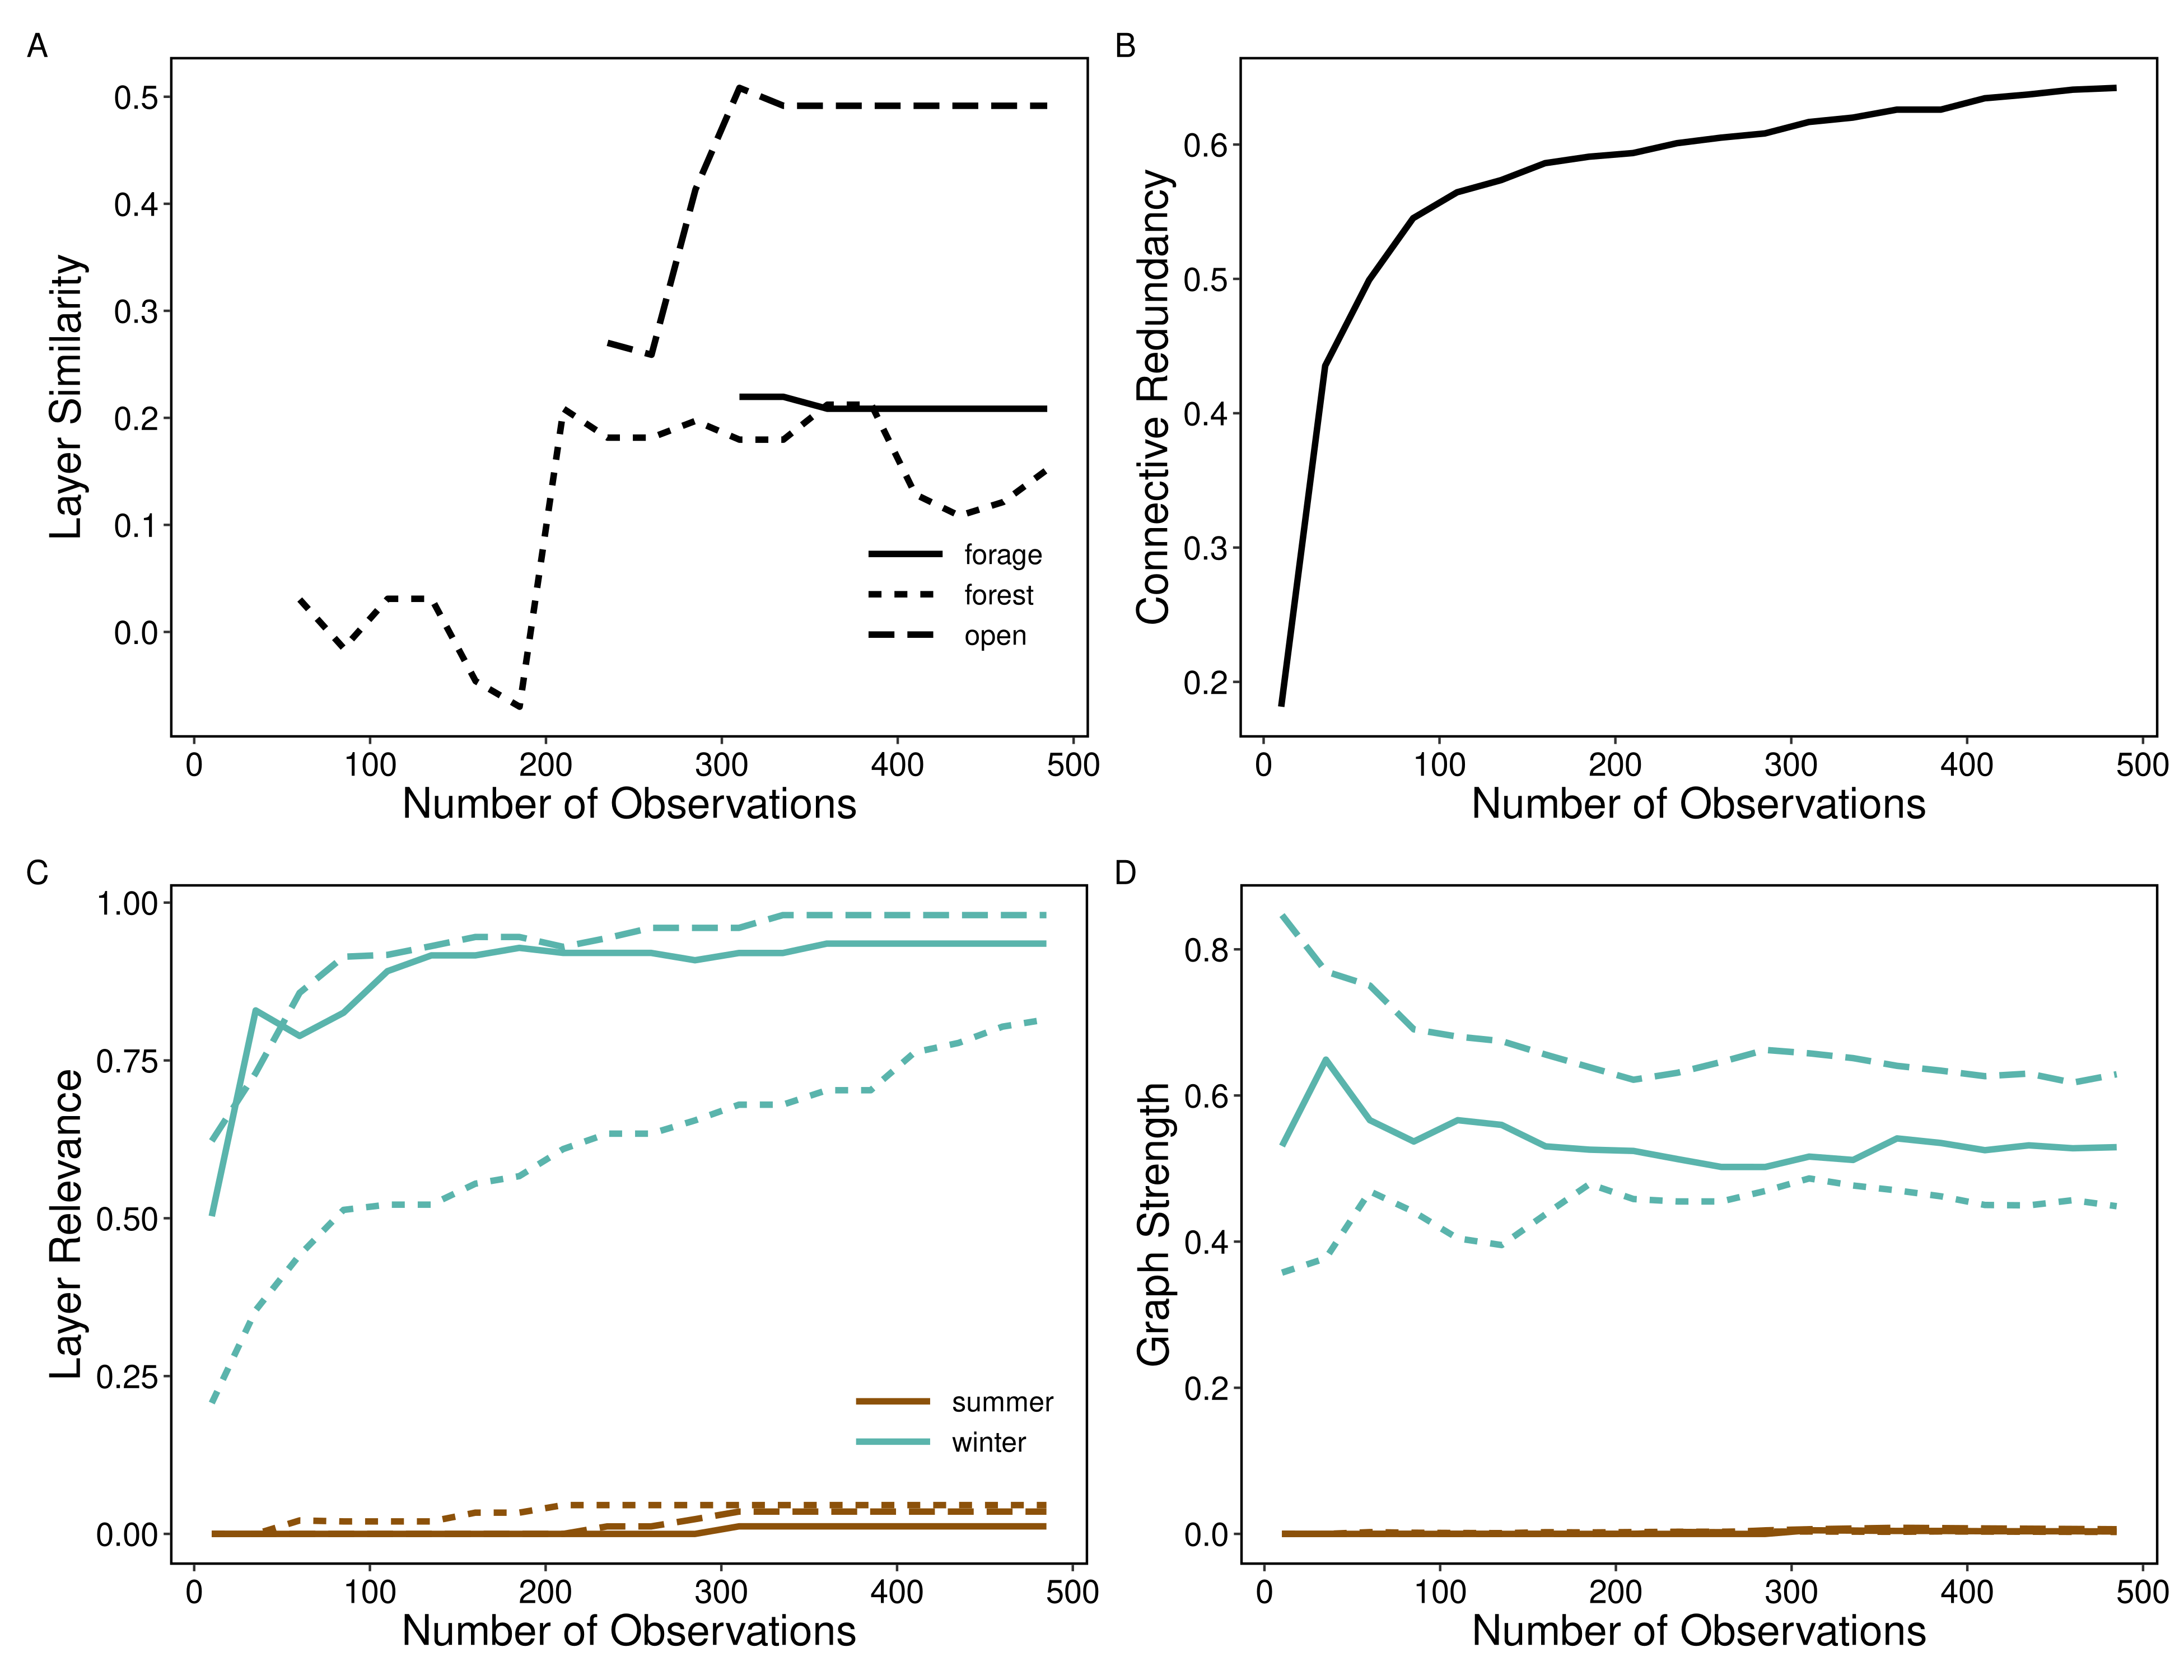 A
0.5
0.4
0.3
0.2
0.1
0.0
Layer Similarity
forage
forest
open
0 100 200 300 400 500
Number of Observations
B
0.6
0.5
0.4
0.3
0.2
Connective Redundancy
0 100 200 300 400 500
Number of Observations
C
1.00
0.75
0.50
0.25
0.00
Layer Relevance
summer
winter
0 100 200 300 400 500
Number of Observations
D
0.8
0.6
0.4
0.2
0.0
Graph Strength
0 100 200 300 400 500
Number of Observations